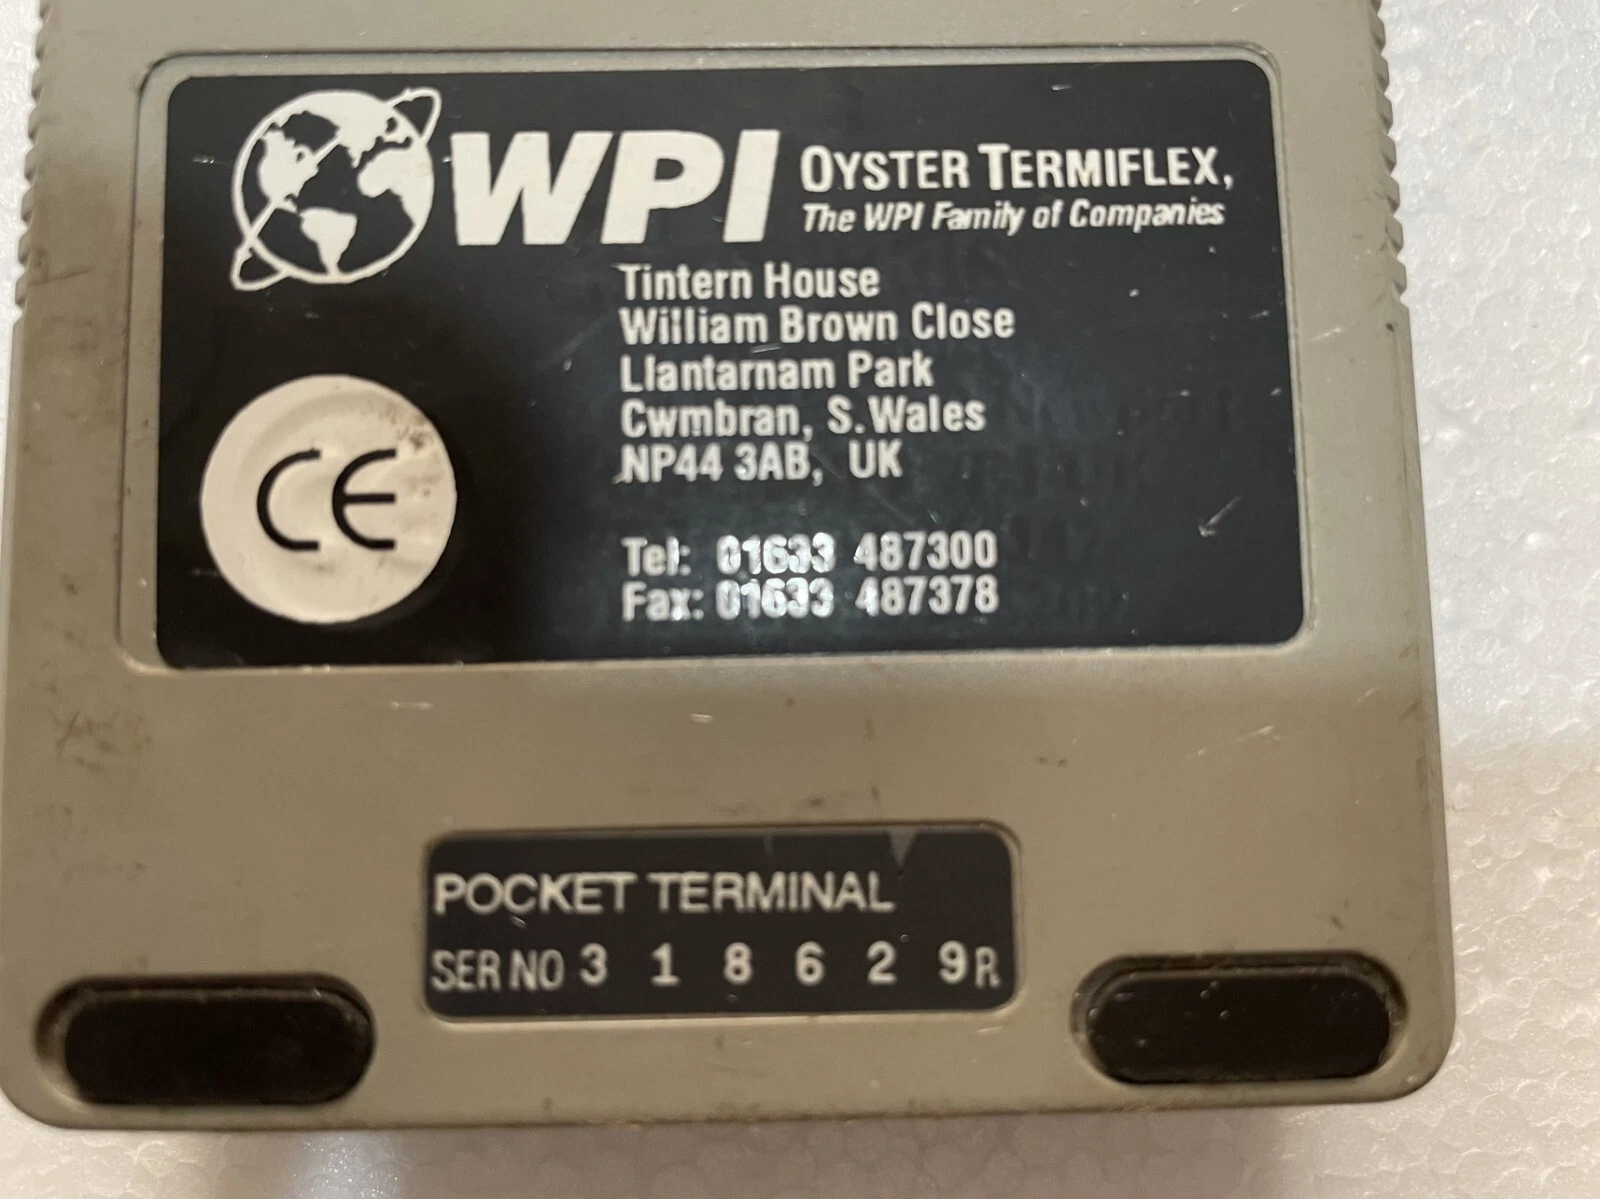 WPI OYSTER TERMIFLEX,
The WPI Family of Companies
Tintern House
William Brown Close
Llantarnam Park
Cwmbran, S. Wales
NP44 3AB, UK
Tel: 01633 487300
Fax: 01633 487378
CE
POCKET TERMINAL
SER NO 3 1 8 6 2 9R